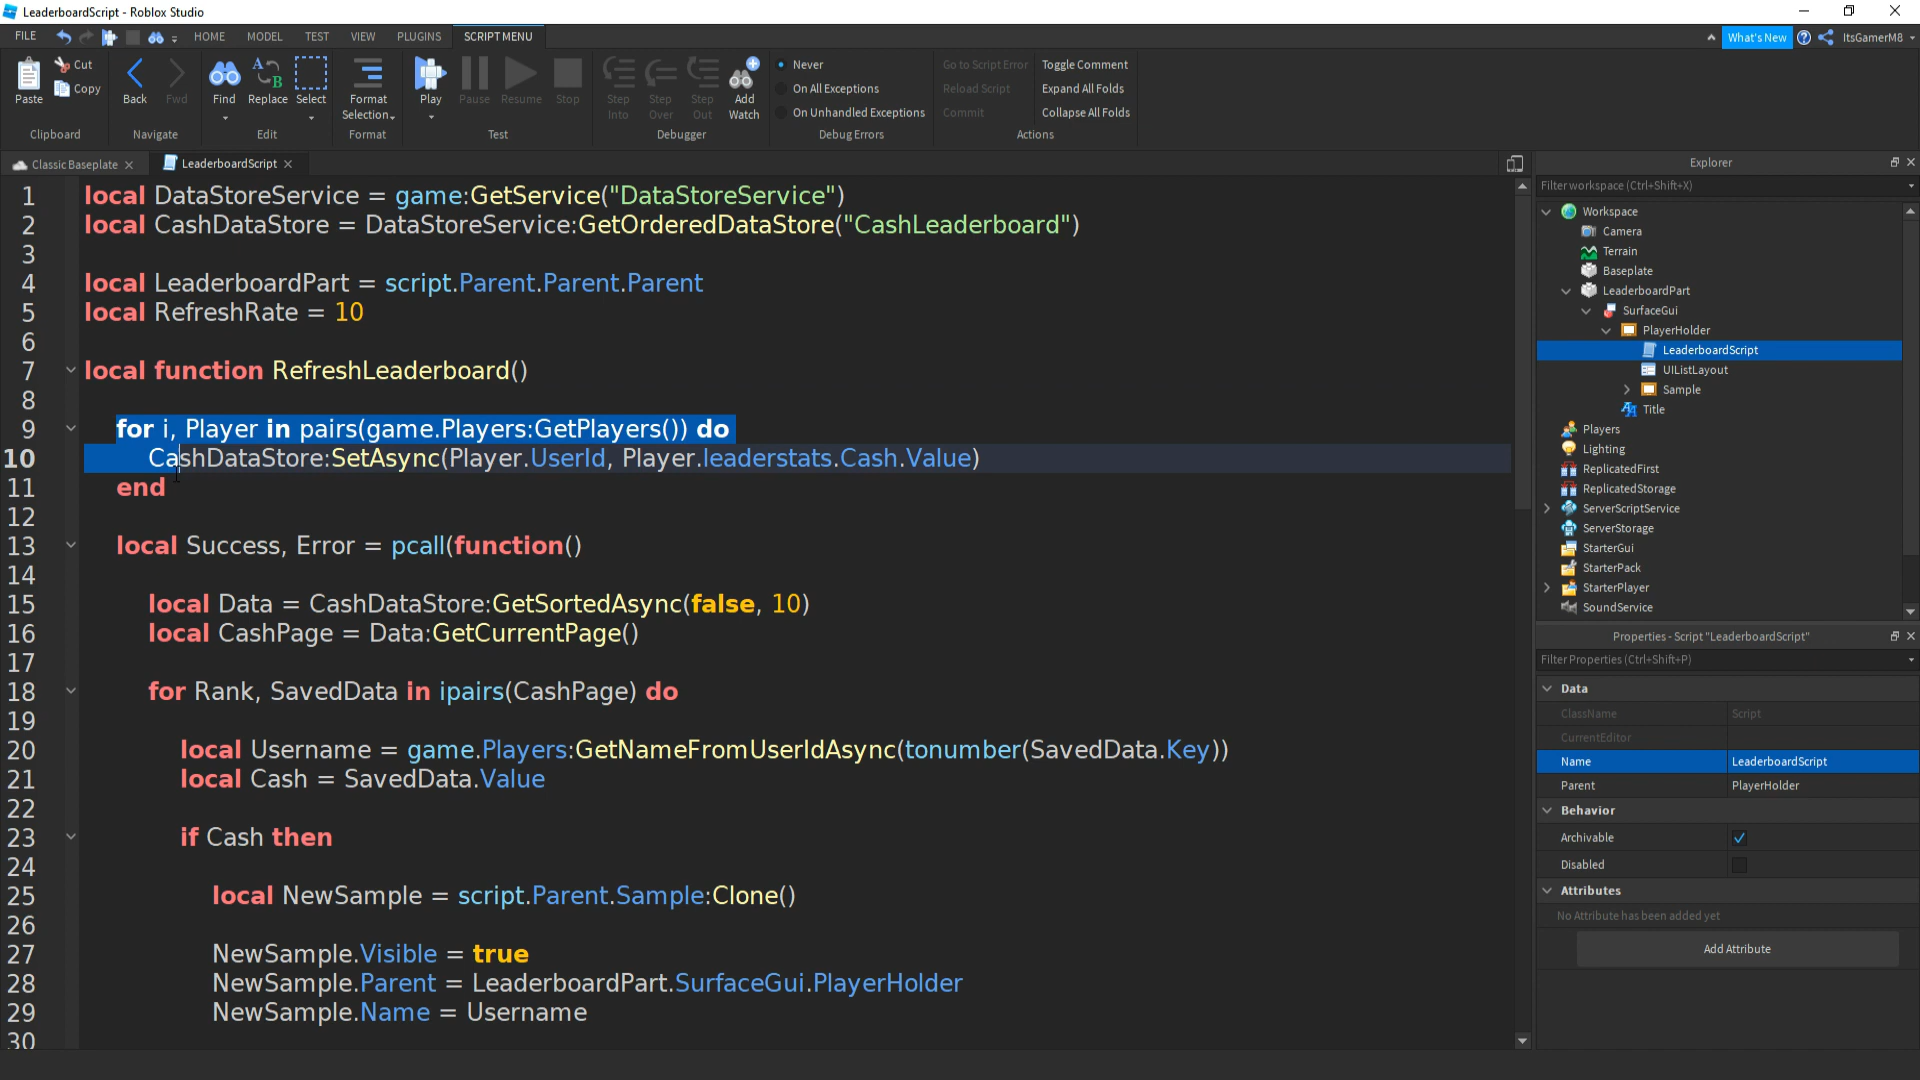 LeaderboardScript - Roblox Studio
FILE HOME MODEL TEST VIEW PLUGINS SCRIPT MENU What's New ItsGamerM8
Paste Cut Copy Clipboard
Back Fwd Navigate
Find Replace Select Edit
Format Selection Format
Play Pause Resume Stop Test
Step Into Step Over Step Out Add Watch Debugger
Never
On All Exceptions
On Unhandled Exceptions
Debug Errors
Go to Script Error Toggle Comment
Reload Script Expand All Folds
Commit Collapse All Folds
Actions
Classic Baseplate LeaderboardScript
1 local DataStoreService = game:GetService("DataStoreService")
2 local CashDataStore = DataStoreService:GetOrderedDataStore("CashLeaderboard")
3
4 local LeaderboardPart = script.Parent.Parent.Parent
5 local RefreshRate = 10
6
7 local function RefreshLeaderboard()
8
9 for i, Player in pairs(game.Players:GetPlayers()) do
10 CashDataStore:SetAsync(Player.UserId, Player.leaderstats.Cash.Value)
11 end
12
13 local Success, Error = pcall(function()
14
15 local Data = CashDataStore:GetSortedAsync(false, 10)
16 local CashPage = Data:GetCurrentPage()
17
18 for Rank, SavedData in ipairs(CashPage) do
19
20 local Username = game.Players:GetNameFromUserIdAsync(tonumber(SavedData.Key))
21 local Cash = SavedData.Value
22
23 if Cash then
24
25 local NewSample = script.Parent.Sample:Clone()
26
27 NewSample.Visible = true
28 NewSample.Parent = LeaderboardPart.SurfaceGui.PlayerHolder
29 NewSample.Name = Username
30
Explorer
Filter workspace (Ctrl+Shift+X)
Workspace
Camera
Terrain
Baseplate
LeaderboardPart
SurfaceGui
PlayerHolder
LeaderboardScript
UIListLayout
Sample
Title
Players
Lighting
ReplicatedFirst
ReplicatedStorage
ServerScriptService
ServerStorage
StarterGui
StarterPack
StarterPlayer
SoundService
Properties - Script "LeaderboardScript"
Filter Properties (Ctrl+Shift+P)
Data
ClassName Script
CurrentEditor
Name LeaderboardScript
Parent PlayerHolder
Behavior
Archivable
Disabled
Attributes
No Attribute has been added yet
Add Attribute